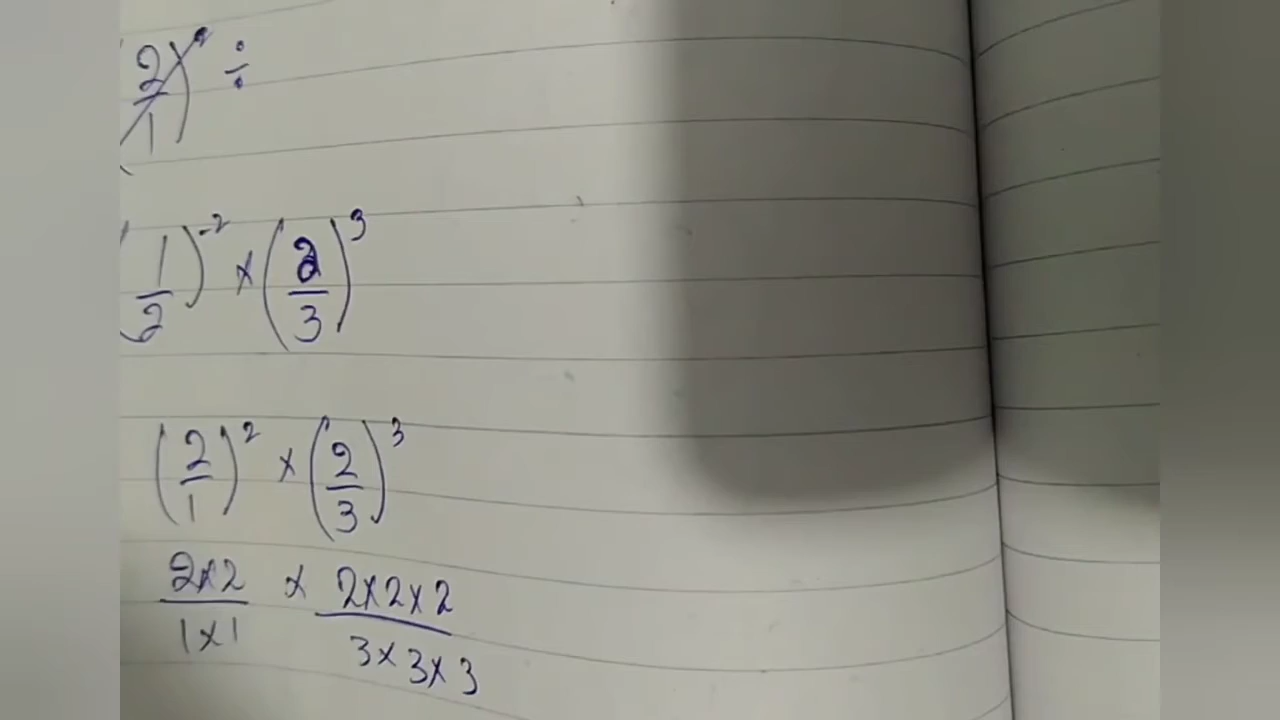 (2/1)² ÷
(1/2)⁻² × (2/3)³
(2/1)² × (2/3)³
2×2/1×1 × 2×2×2/3×3×3